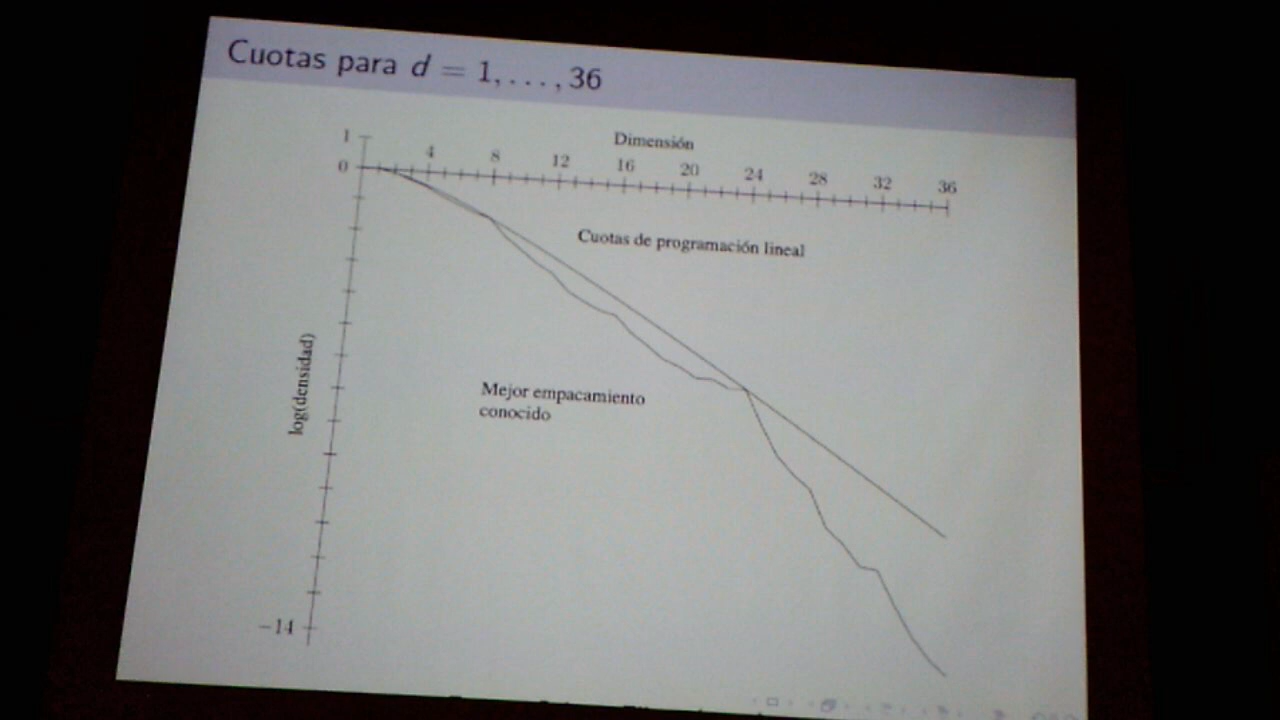 Cuotas para d = 1, . . . , 36
Dimensión
1
0
4 8 12 16 20 24 28 32 36
Cuotas de programación lineal
log(densidad)
Mejor empacamiento
conocido
−14